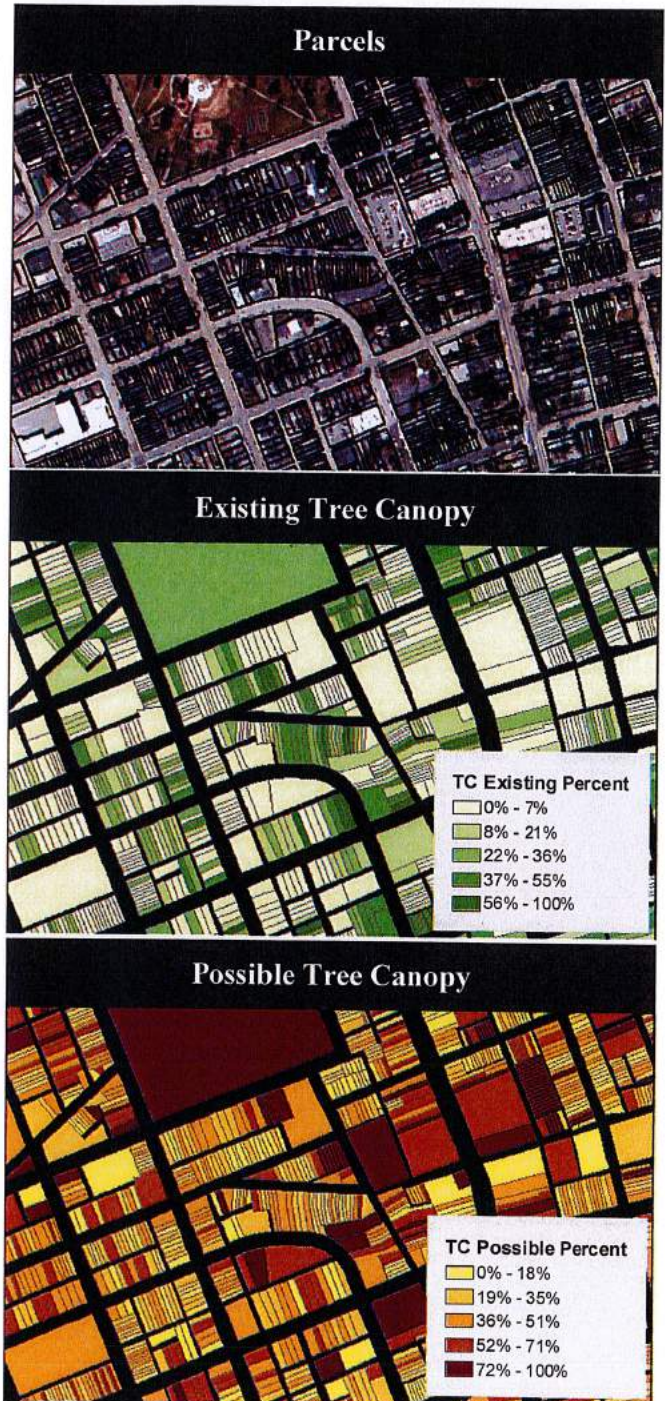 Parcels
Existing Tree Canopy
TC Existing Percent
0% - 7%
8% - 21%
22% - 36%
37% - 55%
56% - 100%
Possible Tree Canopy
TC Possible Percent
0% - 18%
19% - 35%
36% - 51%
52% - 71%
72% - 100%